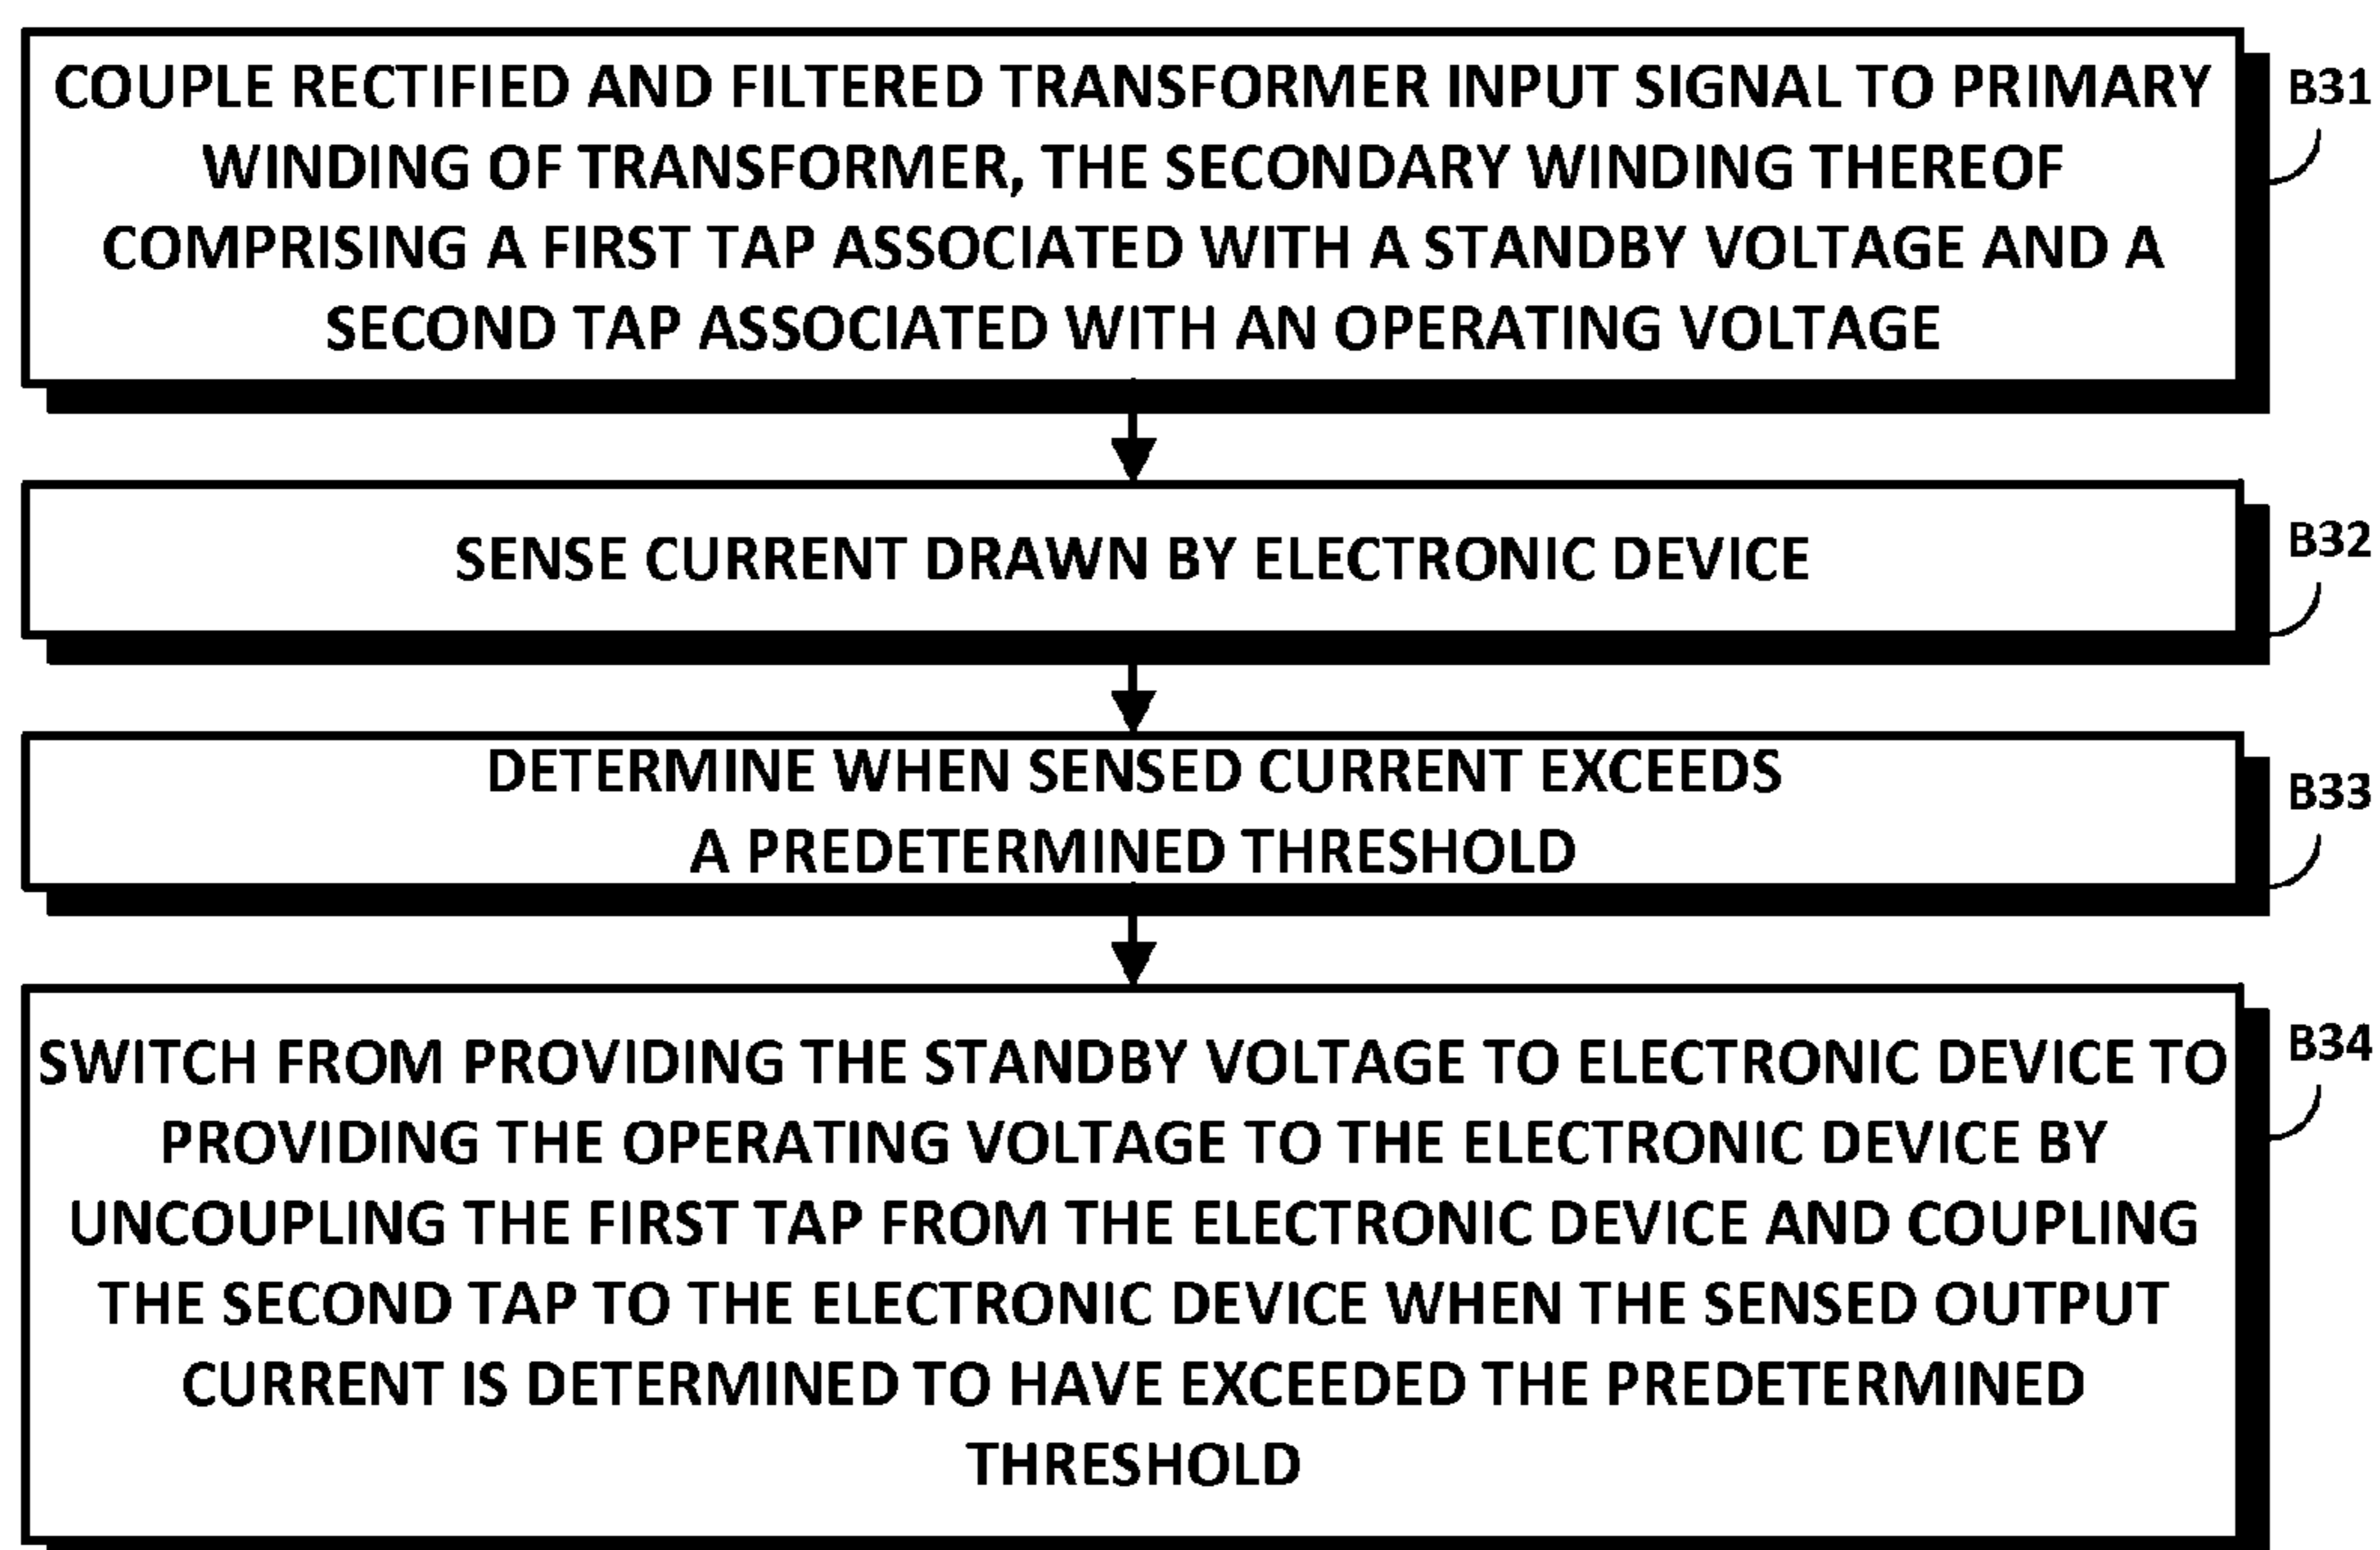 COUPLE RECTIFIED AND FILTERED TRANSFORMER INPUT SIGNAL TO PRIMARY
WINDING OF TRANSFORMER, THE SECONDARY WINDING THEREOF
COMPRISING A FIRST TAP ASSOCIATED WITH A STANDBY VOLTAGE AND A
SECOND TAP ASSOCIATED WITH AN OPERATING VOLTAGE
B31
SENSE CURRENT DRAWN BY ELECTRONIC DEVICE
B32
DETERMINE WHEN SENSED CURRENT EXCEEDS
A PREDETERMINED THRESHOLD
B33
SWITCH FROM PROVIDING THE STANDBY VOLTAGE TO ELECTRONIC DEVICE TO
PROVIDING THE OPERATING VOLTAGE TO THE ELECTRONIC DEVICE BY
UNCOUPLING THE FIRST TAP FROM THE ELECTRONIC DEVICE AND COUPLING
THE SECOND TAP TO THE ELECTRONIC DEVICE WHEN THE SENSED OUTPUT
CURRENT IS DETERMINED TO HAVE EXCEEDED THE PREDETERMINED
THRESHOLD
B34